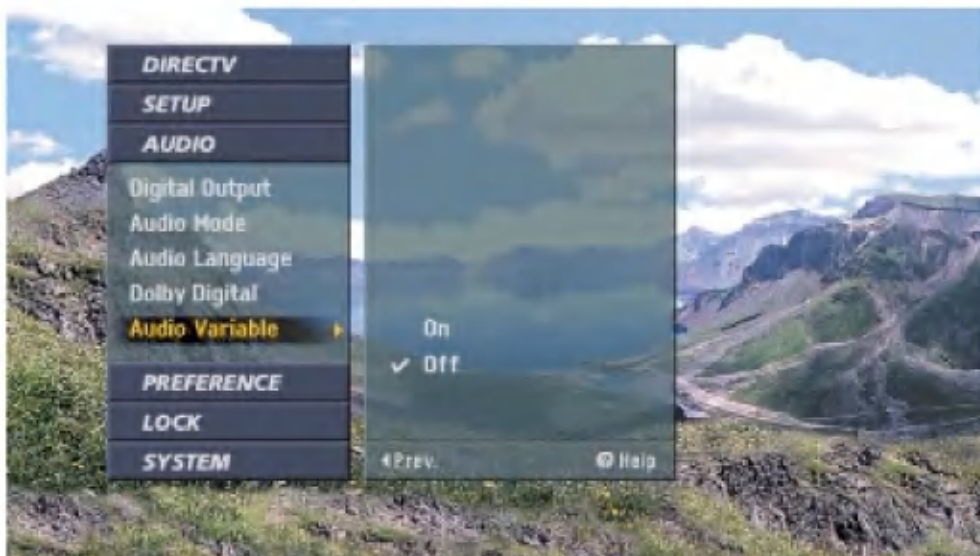 DIRECTV
SETUP
AUDIO
Digital Output
Audio Mode
Audio Language
Dolby Digital
Audio Variable
On
Off
PREFERENCE
LOCK
SYSTEM
Prev.
Help